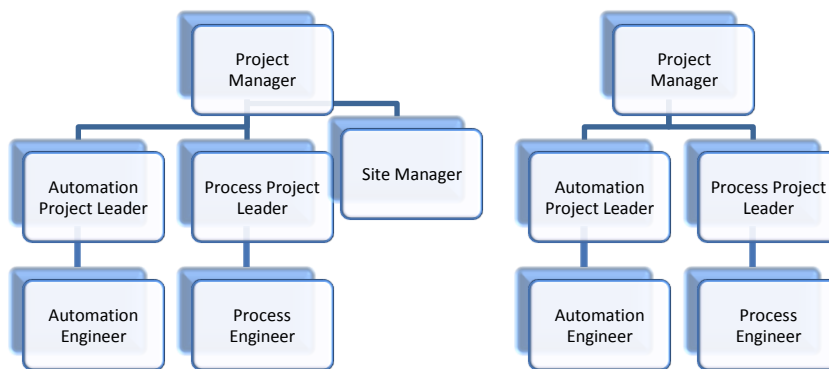 Project
Manager
Automation
Project Leader
Process Project
Leader
Site Manager
Automation
Engineer
Process
Engineer
Project
Manager
Automation
Project Leader
Process Project
Leader
Automation
Engineer
Process
Engineer